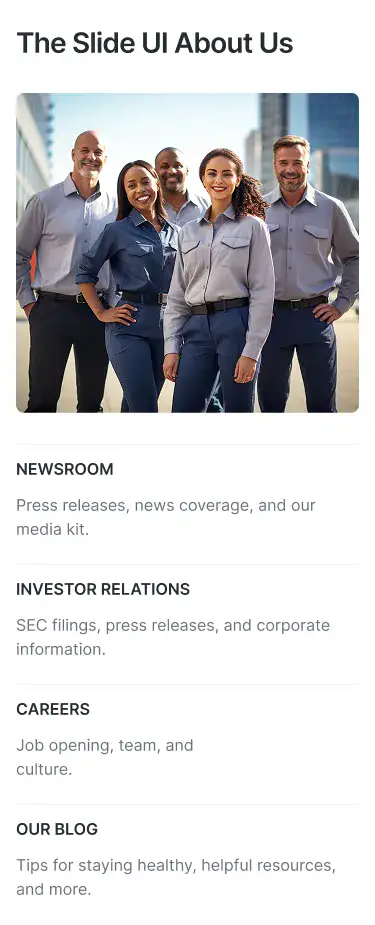 The Slide UI About Us
NEWSROOM
Press releases, news coverage, and our
media kit.
INVESTOR RELATIONS
SEC filings, press releases, and corporate
information.
CAREERS
Job opening, team, and
culture.
OUR BLOG
Tips for staying healthy, helpful resources,
and more.